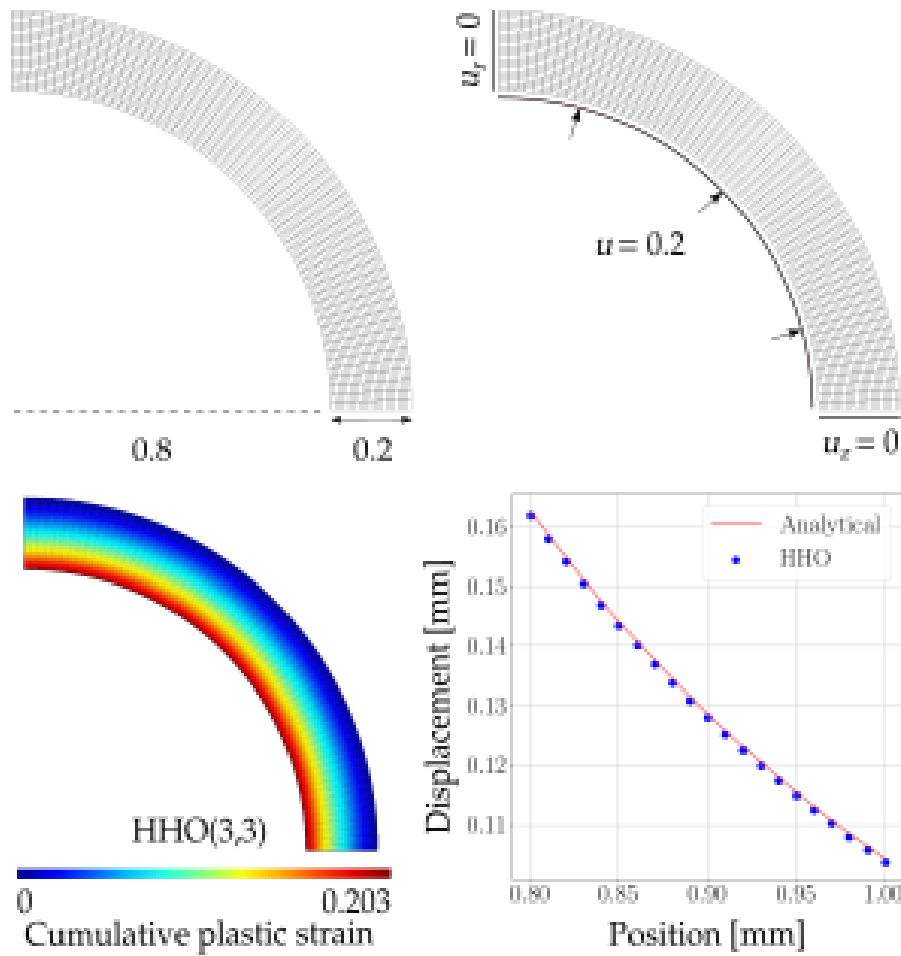 0.8
0.2
u_r = 0
u = 0.2
u_z = 0
HHO(3,3)
0
0.203
Cumulative plastic strain
Analytical
HHO
0.16
0.15
0.14
0.13
0.12
0.11
Displacement [mm]
0.80
0.85
0.90
0.95
1.00
Position [mm]